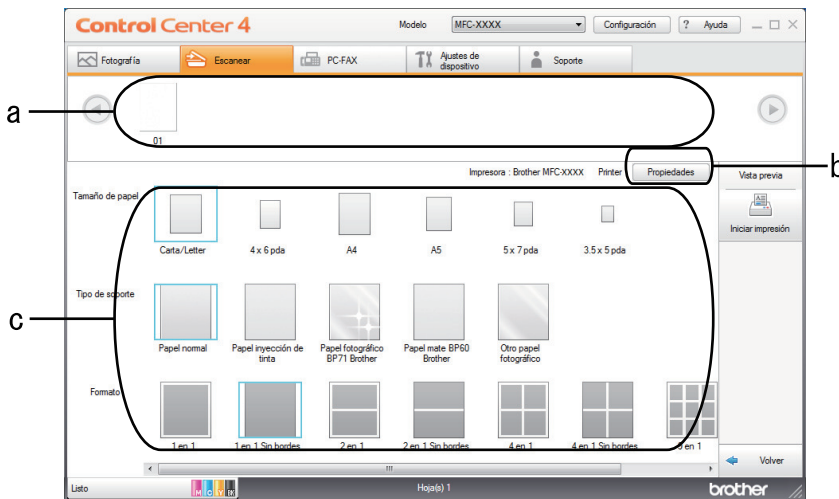 Control Center 4 Modelo MFC-XXXX Configuración ? Ayuda
Fotografía Escanear PC-FAX Ajustes de dispositivo Soporte
a
01
Impresora : Brother MFC-XXXX Printer Propiedades
b
Vista previa
Iniciar impresión
Tamaño de papel
Carta/Letter 4 x 6 pda A4 A5 5 x 7 pda 3.5 x 5 pda
Tipo de soporte
c
Papel normal Papel inyección de tinta Papel fotográfico BP71 Brother Papel mate BP60 Brother Otro papel fotográfico
Formato
1 en 1 1 en 1 Sin bordes 2 en 1 2 en 1 Sin bordes 4 en 1 4 en 1 Sin bordes 9 en 1
Volver
Listo M C Y BK Hoja(s) 1 brother